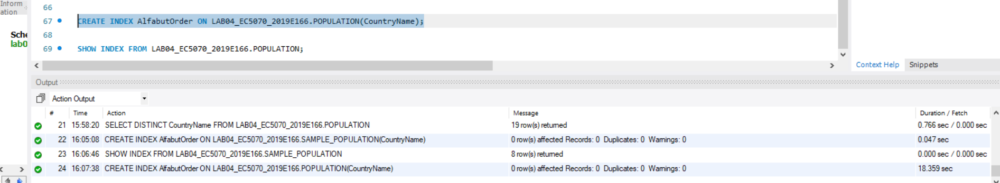 Inform
ation
Sche
lab0
66
67 CREATE INDEX AlfabutOrder ON LAB04_EC5070_2019E166.POPULATION(CountryName);
68
69 SHOW INDEX FROM LAB04_EC5070_2019E166.POPULATION;
Context Help Snippets
Output
Action Output
# Time Action Message Duration / Fetch
21 15:58:20 SELECT DISTINCT CountryName FROM LAB04_EC5070_2019E166.POPULATION 19 row(s) returned 0.766 sec / 0.000 sec
22 16:05:08 CREATE INDEX AlfabutOrder ON LAB04_EC5070_2019E166.SAMPLE_POPULATION(CountryName) 0 row(s) affected Records: 0 Duplicates: 0 Warnings: 0 0.047 sec
23 16:06:46 SHOW INDEX FROM LAB04_EC5070_2019E166.SAMPLE_POPULATION 8 row(s) returned 0.000 sec / 0.000 sec
24 16:07:38 CREATE INDEX AlfabutOrder ON LAB04_EC5070_2019E166.POPULATION(CountryName) 0 row(s) affected Records: 0 Duplicates: 0 Warnings: 0 18.359 sec